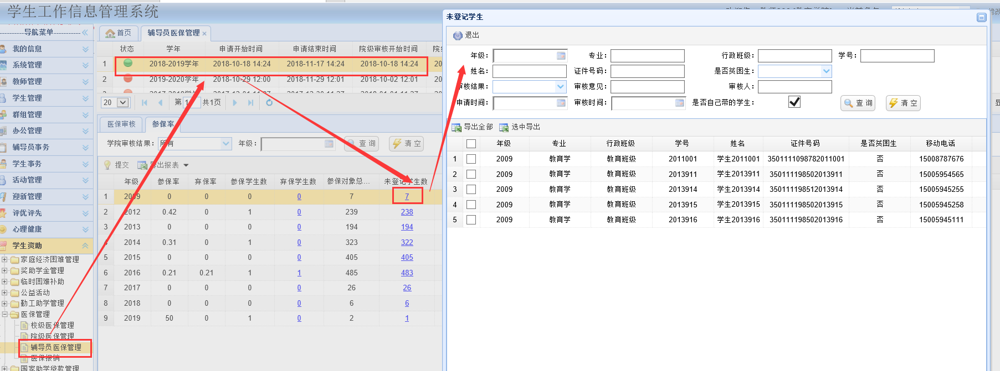 学生工作信息管理系统
-----------导航菜单-----------
我的信息
系统管理
教师管理
学生管理
群组管理
办公管理
辅导员事务
学生事务
活动管理
迎新管理
评优评先
心理健康
学生资助
家庭经济困难管理
奖助学金管理
临时困难补助
公益活动
勤工助学管理
医保管理
校级医保管理
院级医保管理
辅导员医保管理
医保报销
国家助学贷款管理
首页 辅导员医保管理
状态 学年 申请开始时间 申请结束时间 院级审核开始时间 院
1 2018-2019学年 2018-10-18 14:24 2018-11-17 14:24 2018-10-18 14:24 20
2 2019-2020学年 2018-10-29 12:00 2018-11-29 12:01 2018-10-02 12:01 20
20 第 1 共1页
医保审核 参保率
学院审核结果: 所有 年级: 查 询 清 空
提交 导出报表
年级 参保率 弃保率 参保学生数 弃保学生数 参保对象总... 未登记学生数
1 2009 0 0 0 0 7 7
2 2012 0.42 0 1 0 239 238
3 2013 0 0 0 0 194 194
4 2014 0.31 0 1 0 323 322
5 2015 0 0 0 0 405 405
6 2016 0.21 0.21 1 1 485 483
7 2017 0 0 0 0 26 26
8 2018 0 0 0 0 6 6
9 2019 50 0 1 0 2 1
未登记学生
退出
年级: 专业: 行政班级: 学号:
姓名: 证件号码: 是否贫困生:
审核结果: 审核意见: 审核人:
申请时间: 审核时间: 是否自己带的学生: 查 询 清 空
导出全部 选中导出
年级 专业 行政班级 学号 姓名 证件号码 是否贫困生 移动电话
1 2009 教育学 教育班级 2011001 学生2011001 3501111098782011001 否 15008787676
2 2009 教育学 教育班级 2013911 学生2013911 350111198502013911 否 15005954565
3 2009 教育学 教育班级 2013914 学生2013914 350111198502013914 否 15005945255
4 2009 教育学 教育班级 2013915 学生2013915 350111198502013915 否 15005945258
5 2009 教育学 教育班级 2013916 学生2013916 350111198502013916 否 15005945111